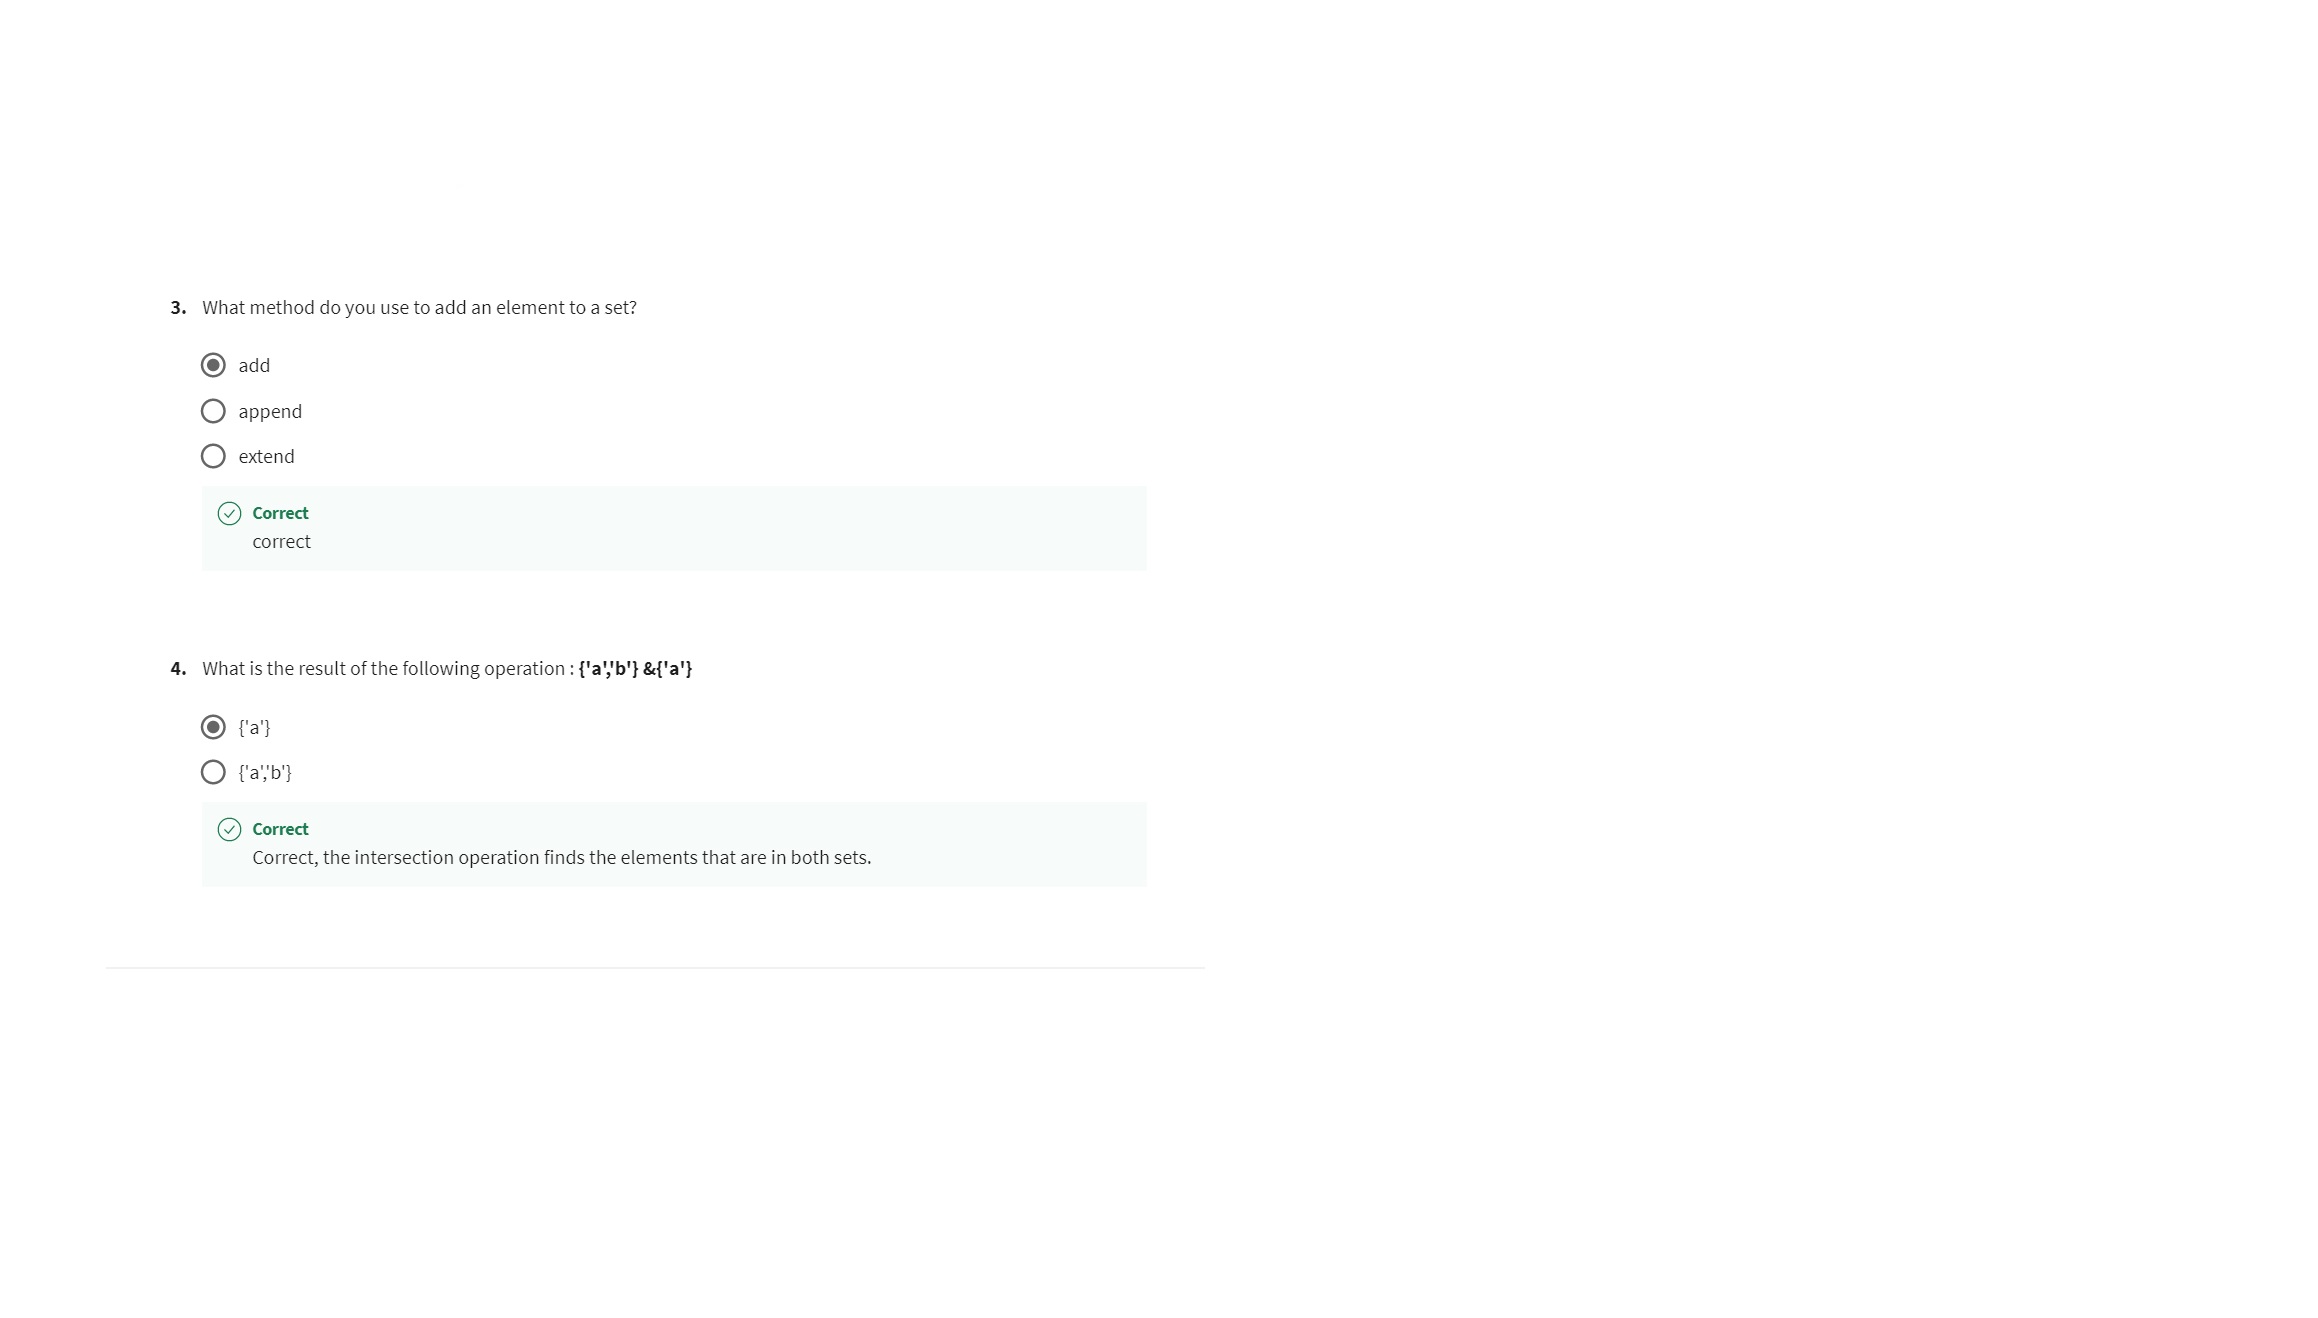 3. What method do you use to add an element to a set?
add
append
extend
Correct
correct
4. What is the result of the following operation : {'a','b'} &{'a'}
{'a'}
{'a','b'}
Correct
Correct, the intersection operation finds the elements that are in both sets.